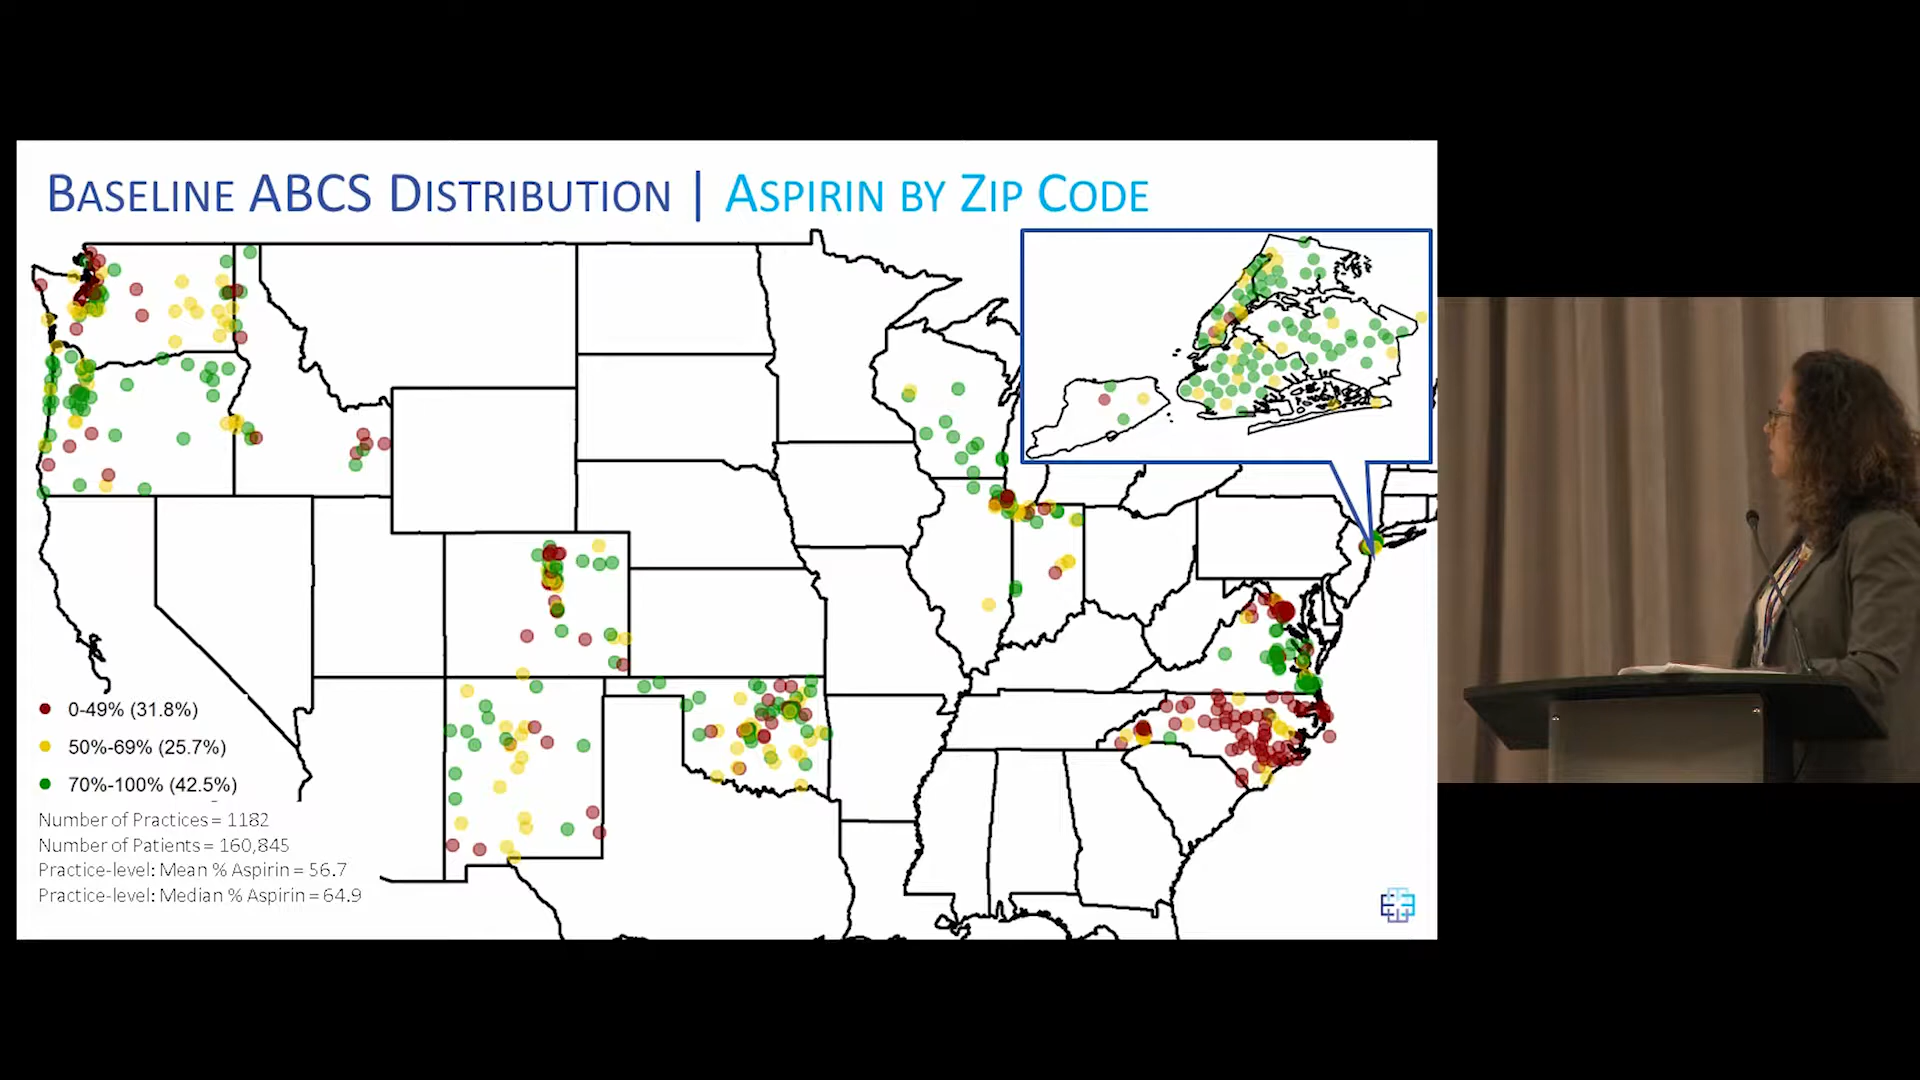 BASELINE ABCS DISTRIBUTION | ASPIRIN BY ZIP CODE
0-49% (31.8%)
50%-69% (25.7%)
70%-100% (42.5%)
Number of Practices = 1182
Number of Patients = 160,845
Practice-level: Mean % Aspirin = 56.7
Practice-level: Median % Aspirin = 64.9